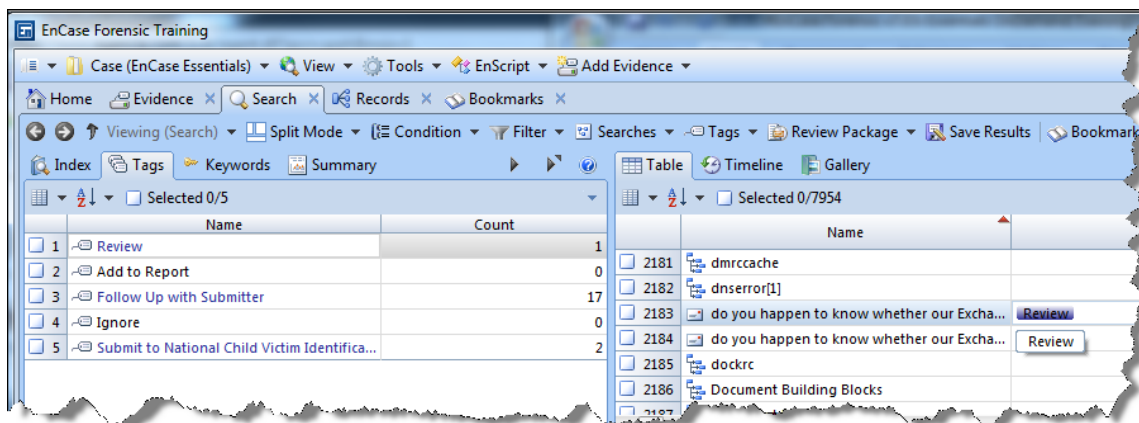 EnCase Forensic Training
Case (EnCase Essentials) View Tools EnScript Add Evidence
Home Evidence Search Records Bookmarks
Viewing (Search) Split Mode Condition Filter Searches Tags Review Package Save Results Bookmark
Index Tags Keywords Summary
Selected 0/5
Name Count
1 Review 1
2 Add to Report 0
3 Follow Up with Submitter 17
4 Ignore 0
5 Submit to National Child Victim Identifica... 2
Table Timeline Gallery
Selected 0/7954
Name
2181 dmrccache
2182 dnserror[1]
2183 do you happen to know whether our Excha... Review
2184 do you happen to know whether our Excha... Review
2185 dockrc
2186 Document Building Blocks
2187